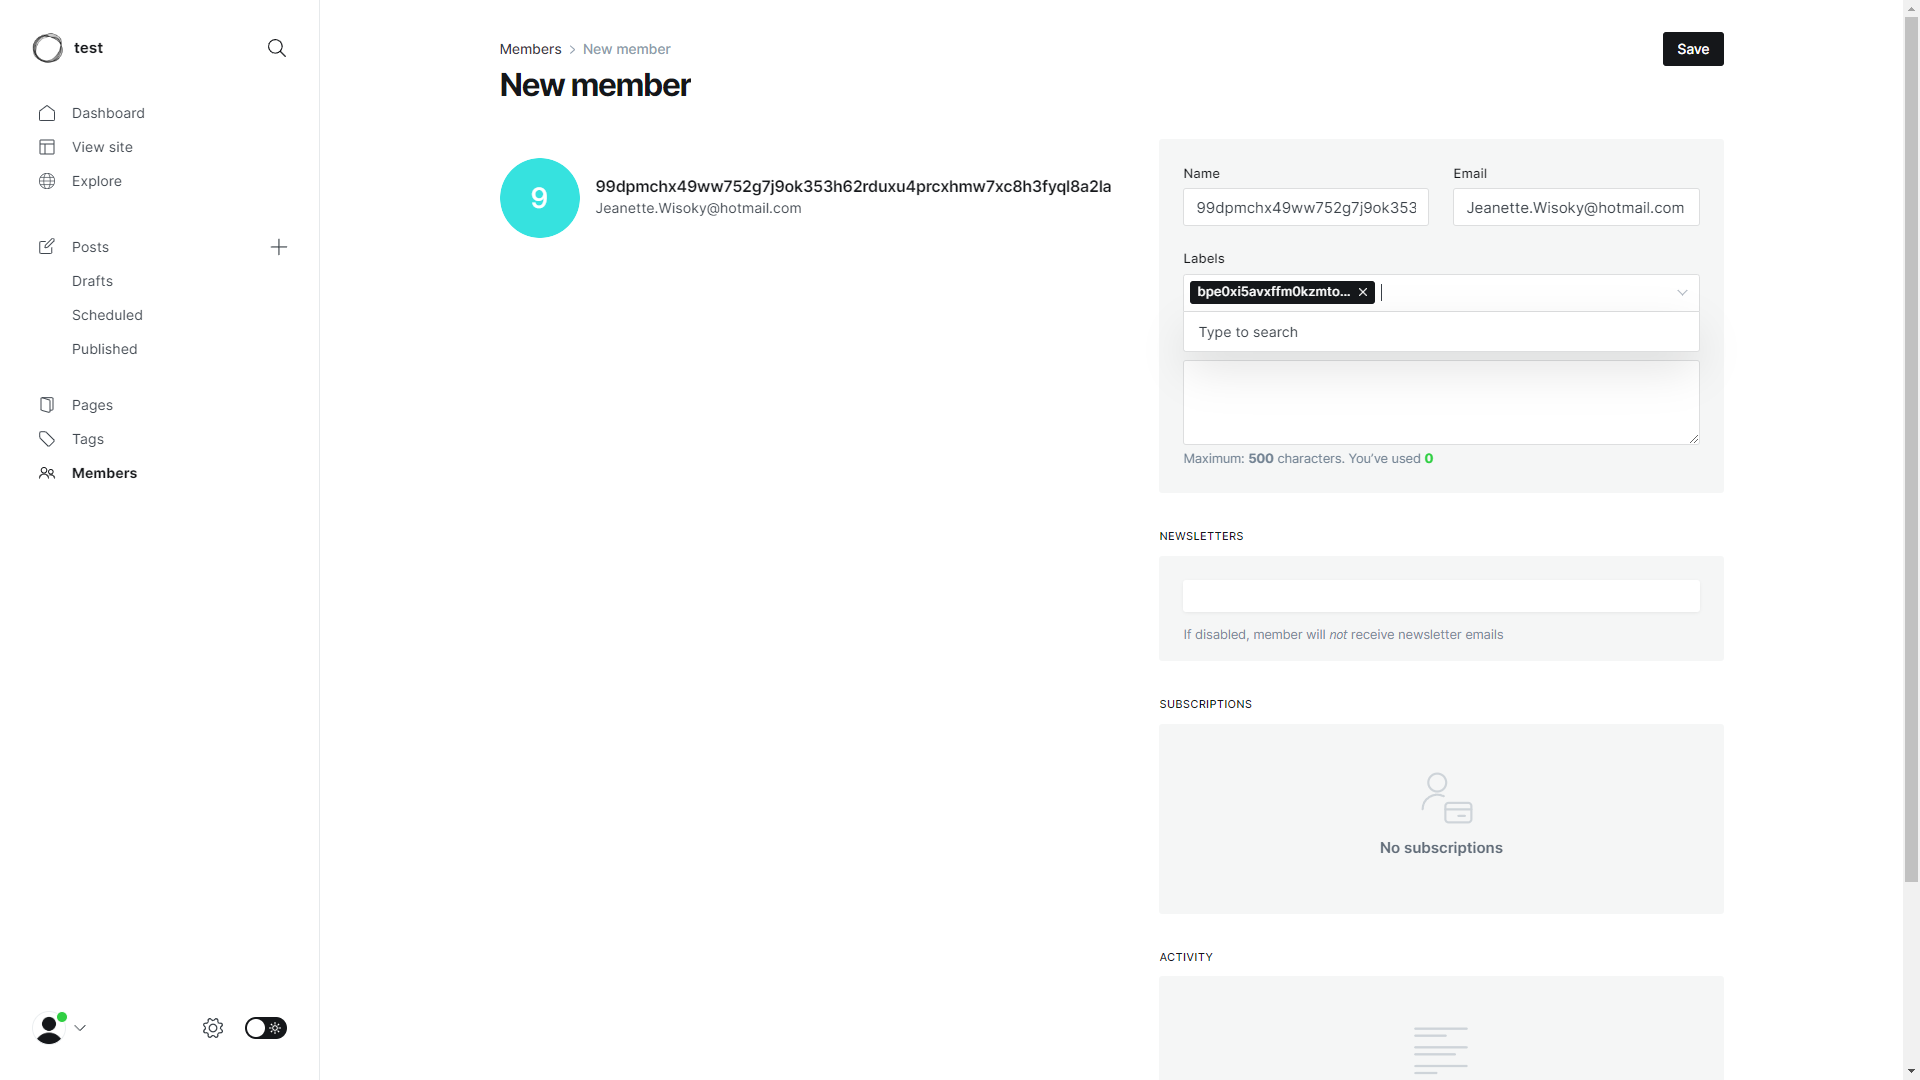 test
Dashboard
View site
Explore
Posts
Drafts
Scheduled
Published
Pages
Tags
Members
Members > New member
New member
Save
9
99dpmchx49ww752g7j9ok353h62rduxu4prcxhmw7xc8h3fyql8a2la
Jeanette.Wisoky@hotmail.com
Name
Email
99dpmchx49ww752g7j9ok353
Jeanette.Wisoky@hotmail.com
Labels
bpe0xi5avxffm0kzmto...
Type to search
Maximum: 500 characters. You've used 0
NEWSLETTERS
If disabled, member will not receive newsletter emails
SUBSCRIPTIONS
No subscriptions
ACTIVITY